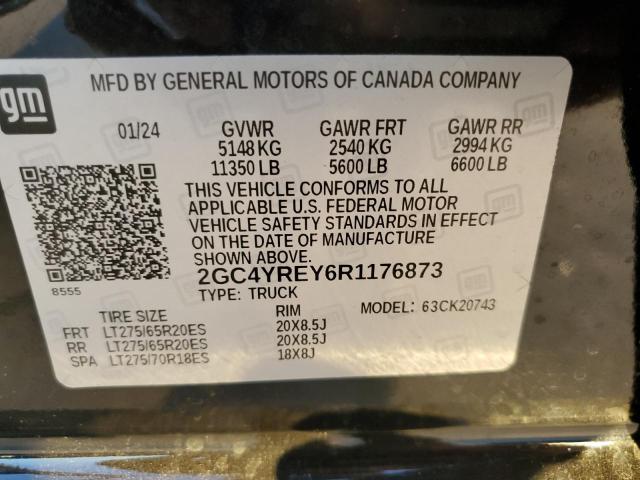 gm
MFD BY GENERAL MOTORS OF CANADA COMPANY
01/24 GVWR GAWR FRT GAWR RR
5148 KG 2540 KG 2994 KG
11350 LB 5600 LB 6600 LB
THIS VEHICLE CONFORMS TO ALL
APPLICABLE U.S. FEDERAL MOTOR
VEHICLE SAFETY STANDARDS IN EFFECT
ON THE DATE OF MANUFACTURE
SHOWN ABOVE.
8555 2GC4YREY6R1176873
TYPE: TRUCK MODEL: 63CK20743
TIRE SIZE RIM
FRT LT275/65R20ES 20X8.5J
RR LT275/65R20ES 20X8.5J
SPA LT275/70R18ES 18X8J